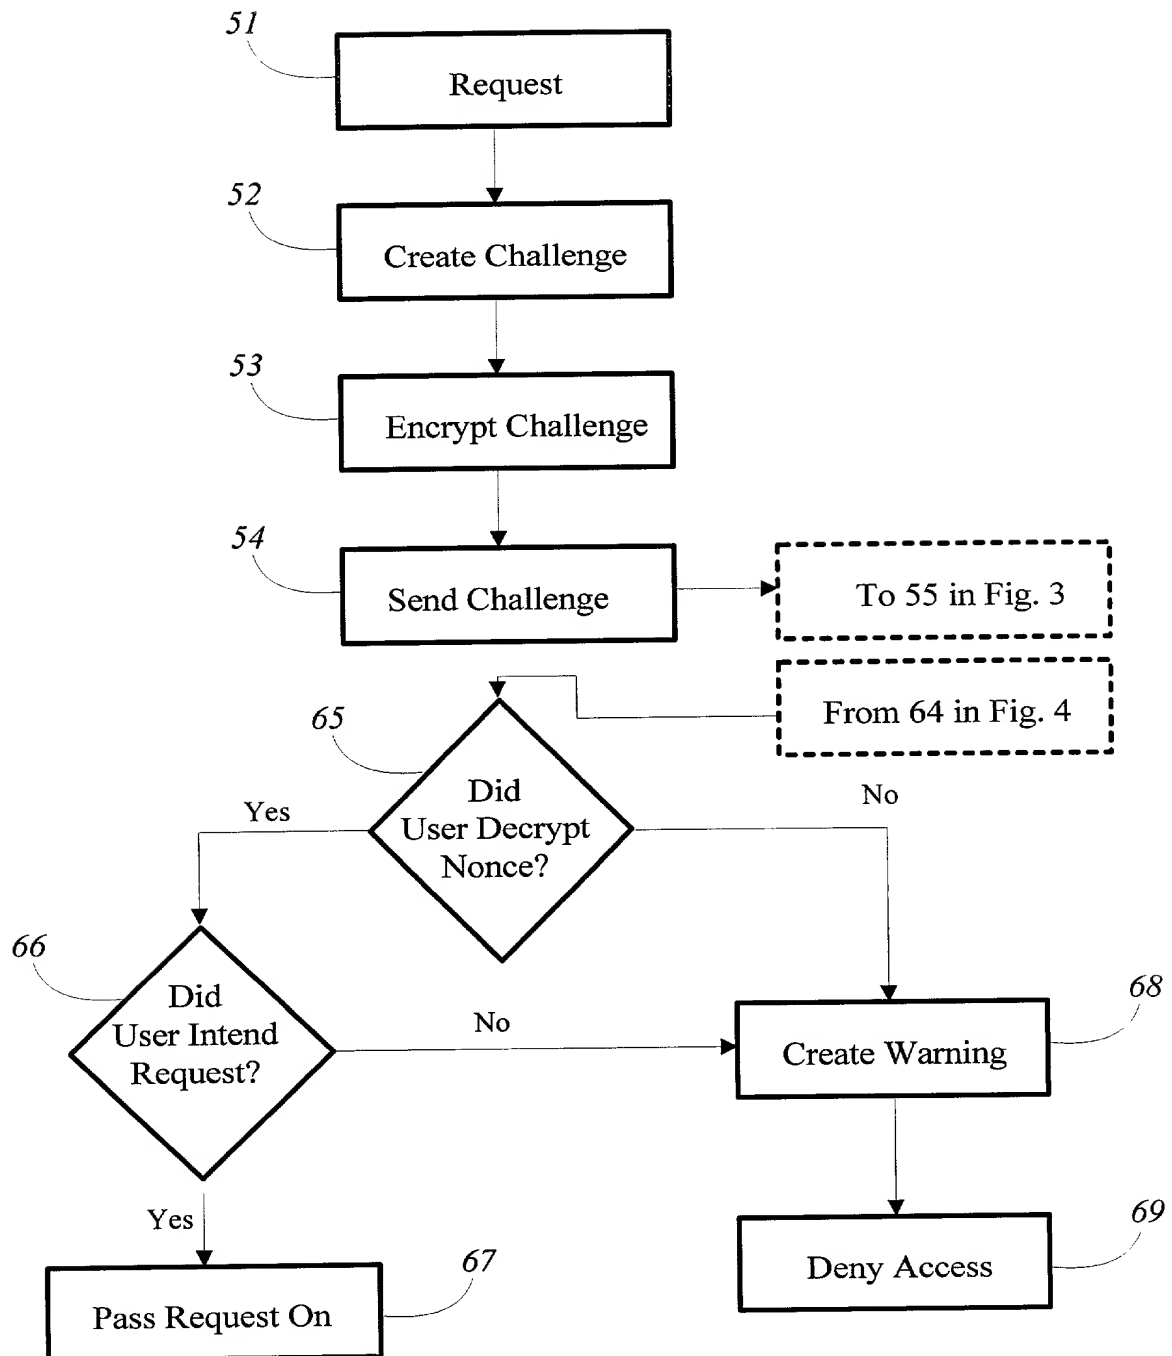 51
Request
52
Create Challenge
53
Encrypt Challenge
54
Send Challenge
To 55 in Fig. 3
From 64 in Fig. 4
65
Did
User Decrypt
Nonce?
Yes
No
66
Did
User Intend
Request?
No
68
Create Warning
Yes
67
Pass Request On
69
Deny Access